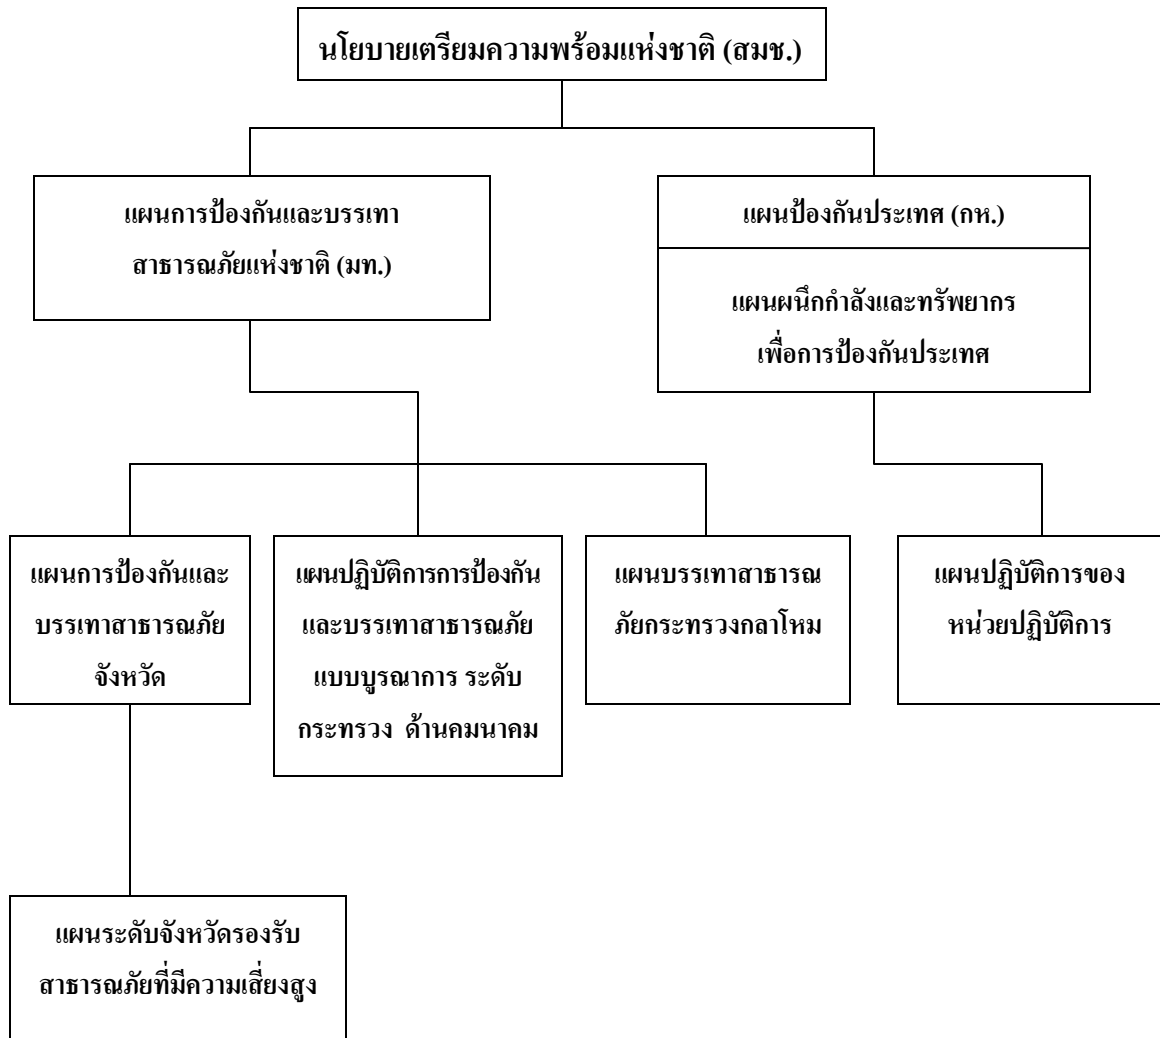 นโยบายเตรียมความพร้อมแห่งชาติ (สมช.)
แผนการป้องกันและบรรเทา
สาธารณภัยแห่งชาติ (มท.)
แผนป้องกันประเทศ (กห.)
แผนผนึกกำลังและทรัพยากร
เพื่อการป้องกันประเทศ
แผนการป้องกันและ
บรรเทาสาธารณภัย
จังหวัด
แผนปฏิบัติการการป้องกัน
และบรรเทาสาธารณภัย
แบบบูรณาการ ระดับ
กระทรวง ด้านคมนาคม
แผนบรรเทาสาธารณ
ภัยกระทรวงกลาโหม
แผนปฏิบัติการของ
หน่วยปฏิบัติการ
แผนระดับจังหวัดรองรับ
สาธารณภัยที่มีความเสี่ยงสูง